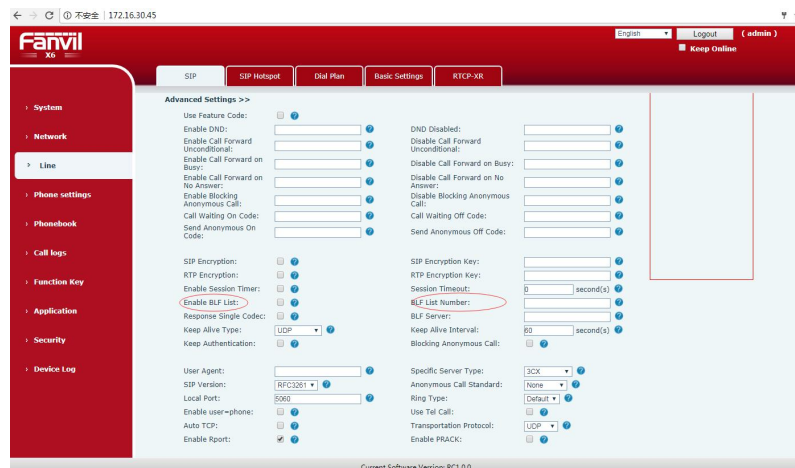 不安全 172.16.30.45
Fanvil
X6
English Logout ( admin )
Keep Online
SIP SIP Hotspot Dial Plan Basic Settings RTCP-XR
› System
› Network
› Line
› Phone settings
› Phonebook
› Call logs
› Function Key
› Application
› Security
› Device Log
Advanced Settings >>
Use Feature Code:
Enable DND: DND Disabled:
Enable Call Forward Unconditional: Disable Call Forward Unconditional:
Enable Call Forward on Busy: Disable Call Forward on Busy:
Enable Call Forward on No Answer: Disable Call Forward on No Answer:
Enable Blocking Anonymous Call: Disable Blocking Anonymous Call:
Call Waiting On Code: Call Waiting Off Code:
Send Anonymous On Code: Send Anonymous Off Code:
SIP Encryption: SIP Encryption Key:
RTP Encryption: RTP Encryption Key:
Enable Session Timer: Session Timeout: 0 second(s)
Enable BLF List: BLF List Number:
Response Single Codec: BLF Server:
Keep Alive Type: UDP Keep Alive Interval: 60 second(s)
Keep Authentication: Blocking Anonymous Call:
User Agent: Specific Server Type: 3CX
SIP Version: RFC3261 Anonymous Call Standard: None
Local Port: 5060 Ring Type: Default
Enable user=phone: Use Tel Call:
Auto TCP: Transportation Protocol: UDP
Enable Rport: Enable PRACK:
Current Software Version: RC1.0.0